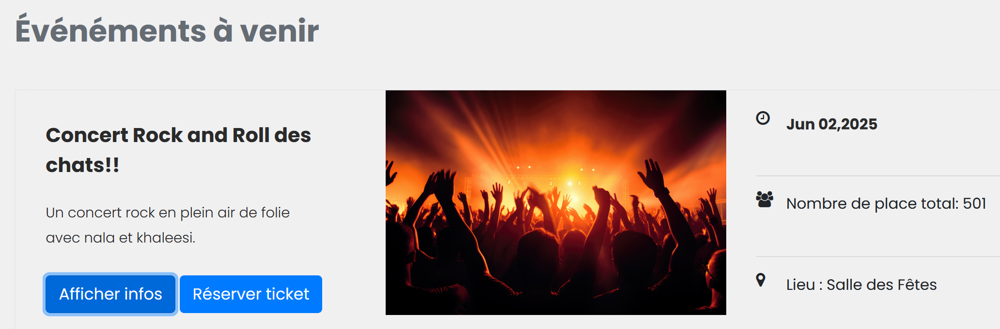 Événéments à venir
Concert Rock and Roll des
chats!!
Un concert rock en plein air de folie
avec nala et khaleesi.
Afficher infos
Réserver ticket
Jun 02,2025
Nombre de place total: 501
Lieu : Salle des Fêtes